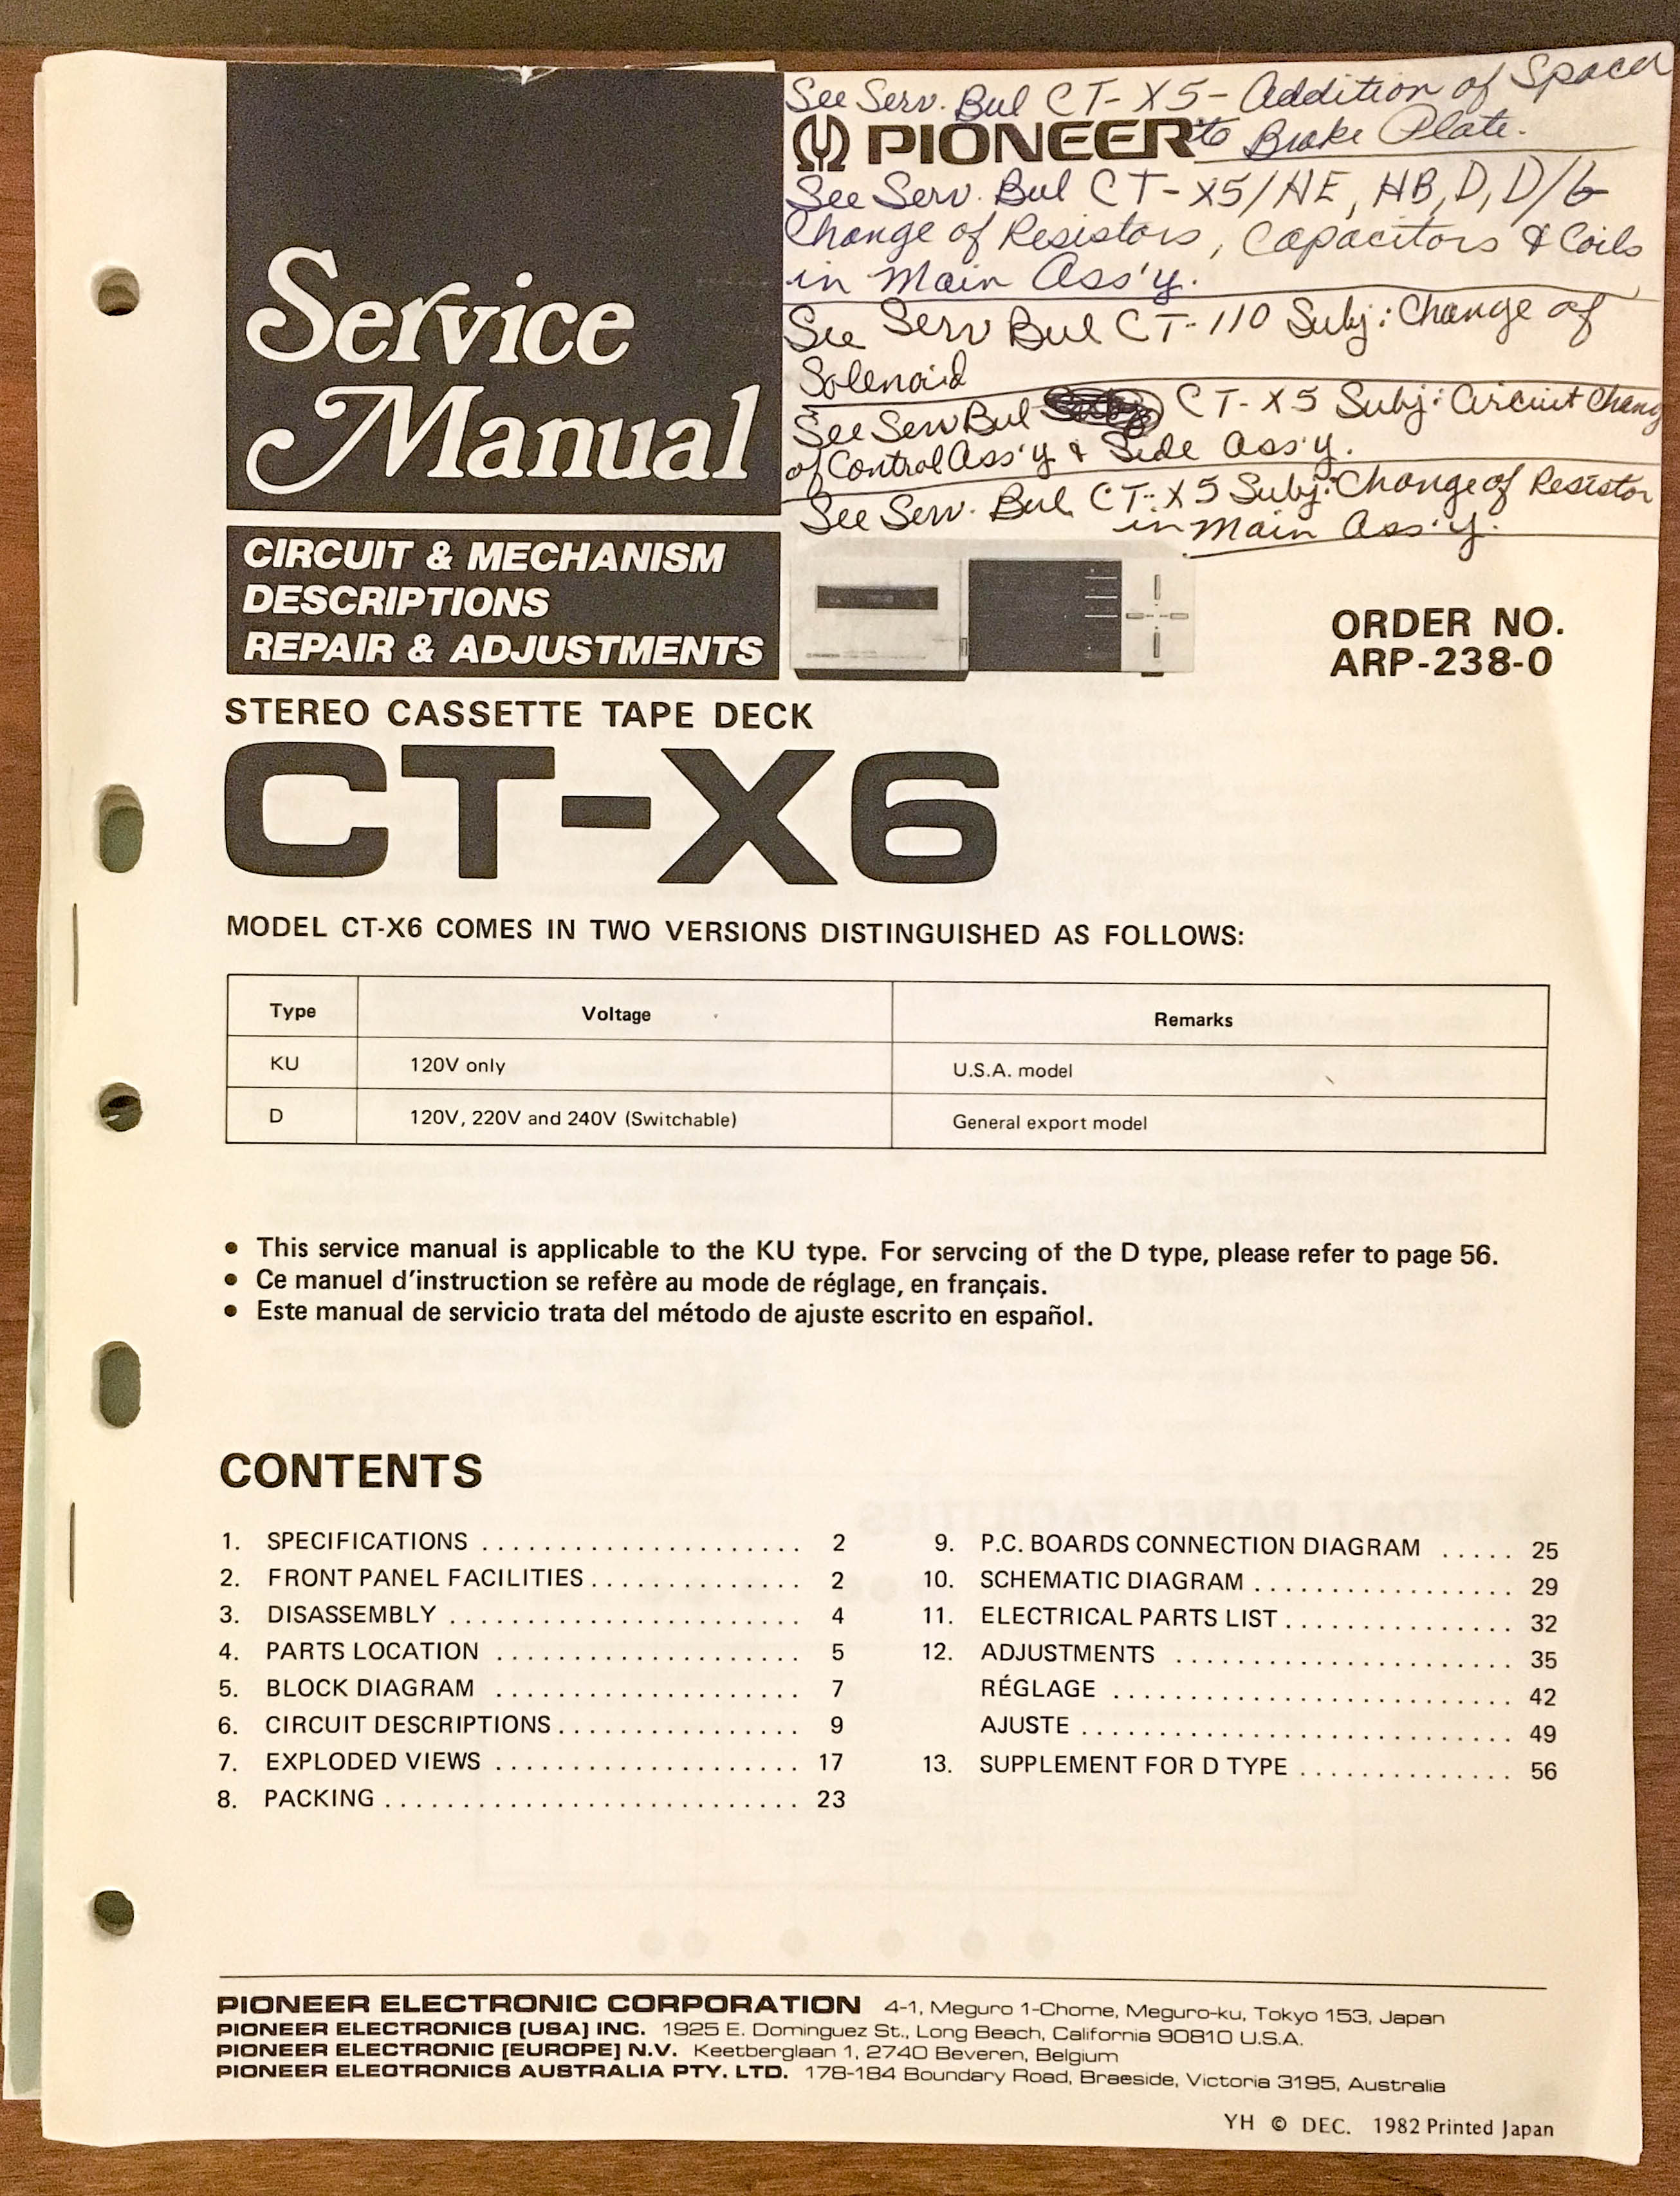 See Serv. Bul CT-X5 - Addition of Spacer
to Brake Plate.
PIONEER®
See Serv. Bul CT-X5/HE, HB, D, D/G
Change of Resistors, Capacitors & Coils
in Main Ass'y.
See Serv Bul CT-110 Subj: Change of
Solenoid
See Serv Bul CT-X5 Subj: Circuit Chang
of Control Ass'y & Side Ass'y.
See Serv. Bul CT-X5 Subj: Change of Resistor
in Main Ass'y.
Service
Manual
CIRCUIT & MECHANISM
DESCRIPTIONS
REPAIR & ADJUSTMENTS
ORDER NO.
ARP-238-0
STEREO CASSETTE TAPE DECK
CT-X6
MODEL CT-X6 COMES IN TWO VERSIONS DISTINGUISHED AS FOLLOWS:
Type Voltage Remarks
KU 120V only U.S.A. model
D 120V, 220V and 240V (Switchable) General export model
• This service manual is applicable to the KU type. For servcing of the D type, please refer to page 56.
• Ce manuel d'instruction se refère au mode de réglage, en français.
• Este manual de servicio trata del método de ajuste escrito en español.
CONTENTS
1. SPECIFICATIONS ...................... 2
2. FRONT PANEL FACILITIES .............. 2
3. DISASSEMBLY ........................ 4
4. PARTS LOCATION ..................... 5
5. BLOCK DIAGRAM ..................... 7
6. CIRCUIT DESCRIPTIONS ................. 9
7. EXPLODED VIEWS ..................... 17
8. PACKING ............................ 23
9. P.C. BOARDS CONNECTION DIAGRAM ..... 25
10. SCHEMATIC DIAGRAM .................. 29
11. ELECTRICAL PARTS LIST ................ 32
12. ADJUSTMENTS ....................... 35
RÉGLAGE ........................... 42
AJUSTE ............................. 49
13. SUPPLEMENT FOR D TYPE ............... 56
PIONEER ELECTRONIC CORPORATION 4-1, Meguro 1-Chome, Meguro-ku, Tokyo 153, Japan
PIONEER ELECTRONICS [USA] INC. 1925 E. Dominguez St., Long Beach, California 90810 U.S.A.
PIONEER ELECTRONIC [EUROPE] N.V. Keetberglaan 1, 2740 Beveren, Belgium
PIONEER ELECTRONICS AUSTRALIA PTY. LTD. 178-184 Boundary Road, Braeside, Victoria 3195, Australia
YH © DEC. 1982 Printed Japan